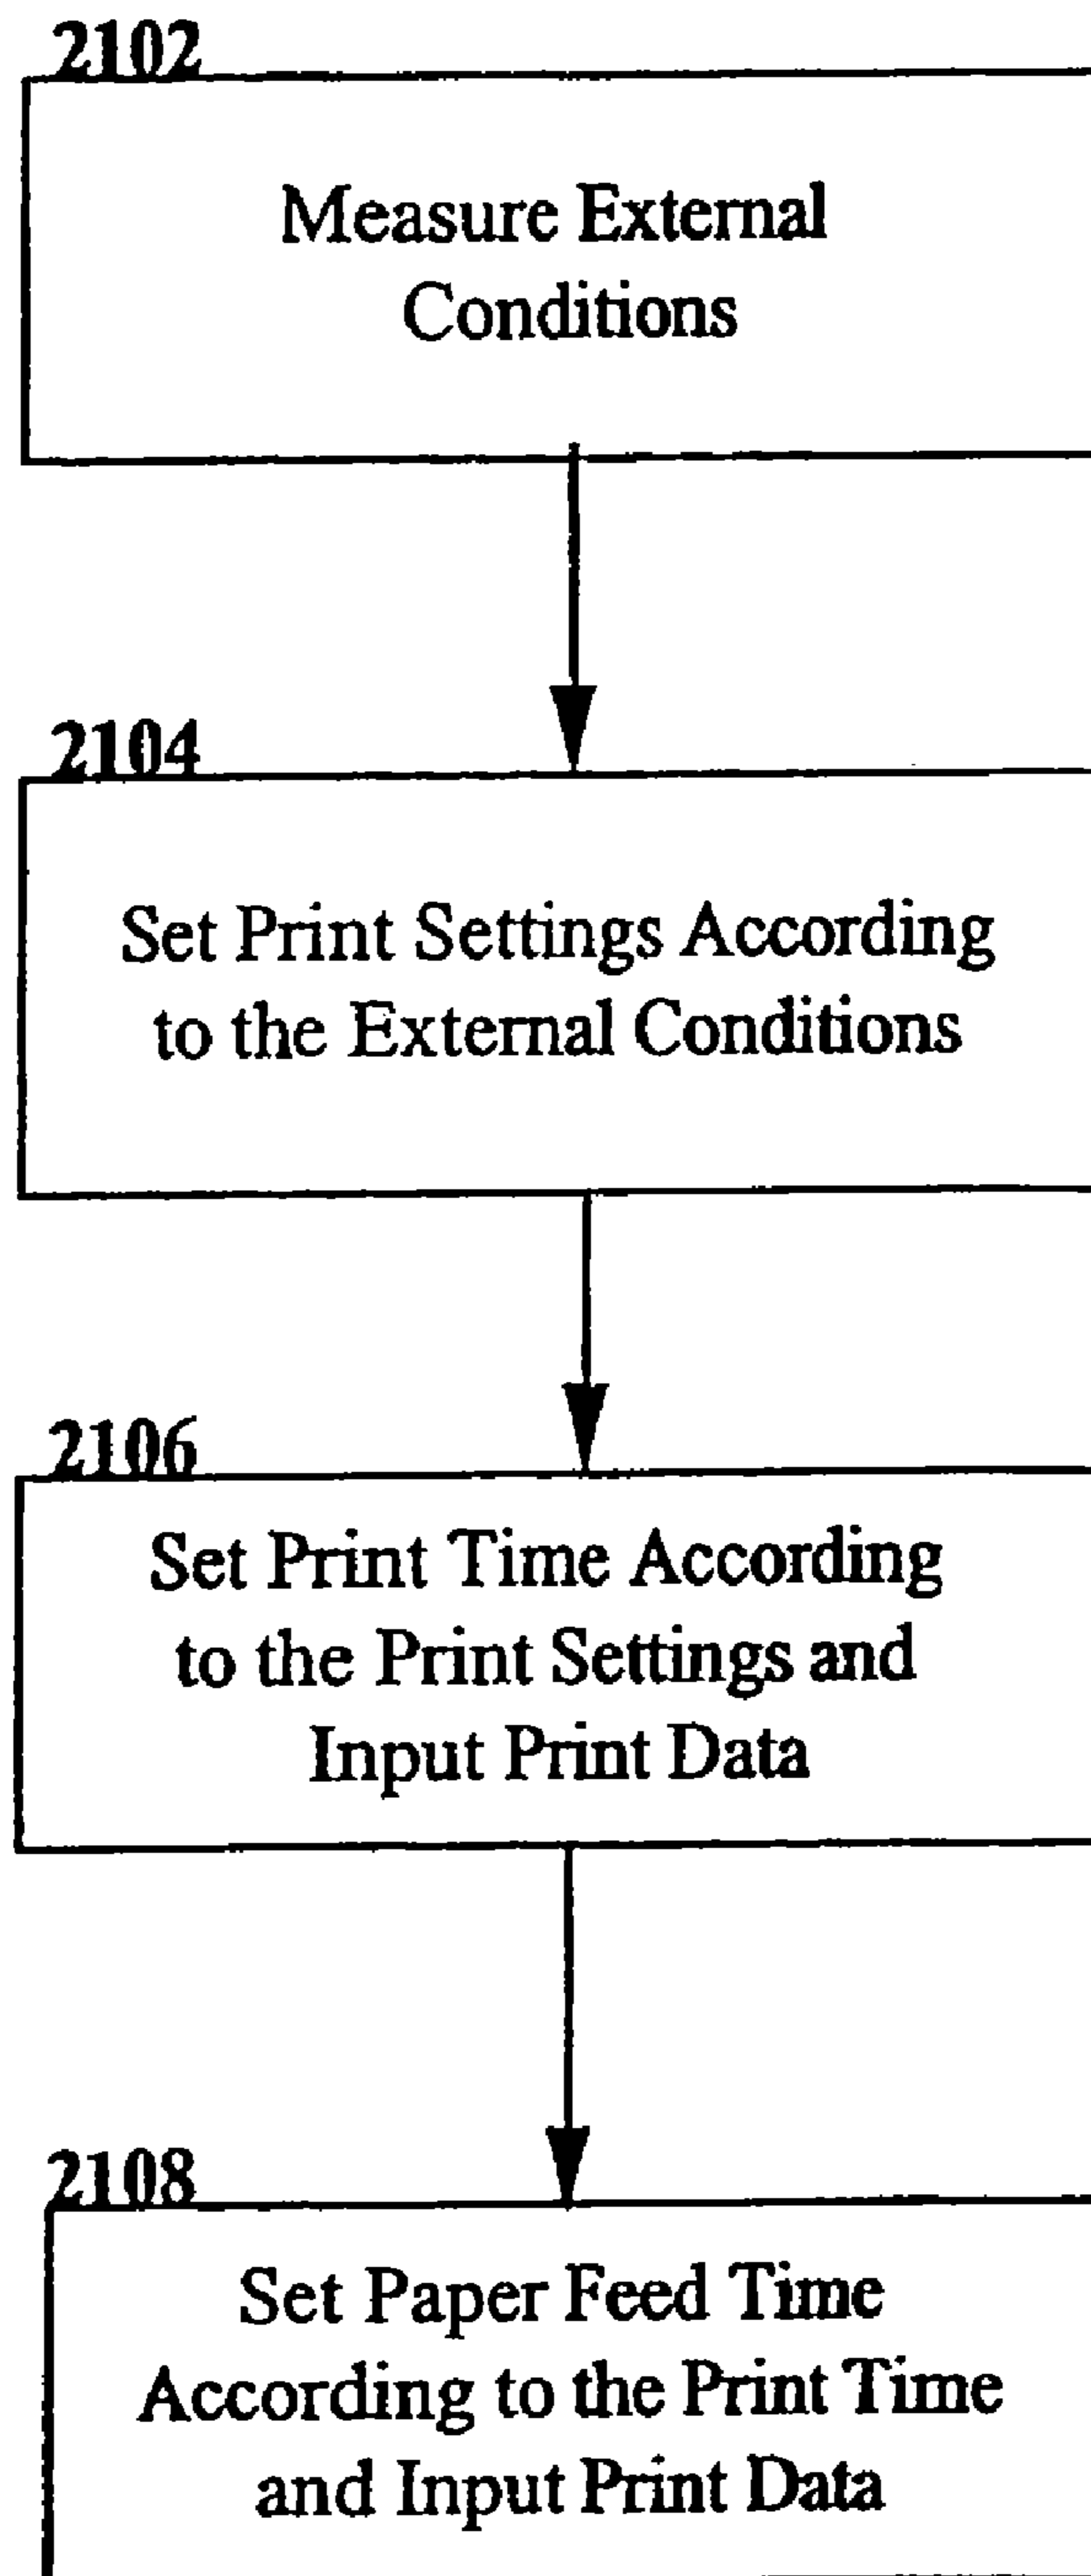 2102
Measure External
Conditions
2104
Set Print Settings According
to the External Conditions
2106
Set Print Time According
to the Print Settings and
Input Print Data
2108
Set Paper Feed Time
According to the Print Time
and Input Print Data